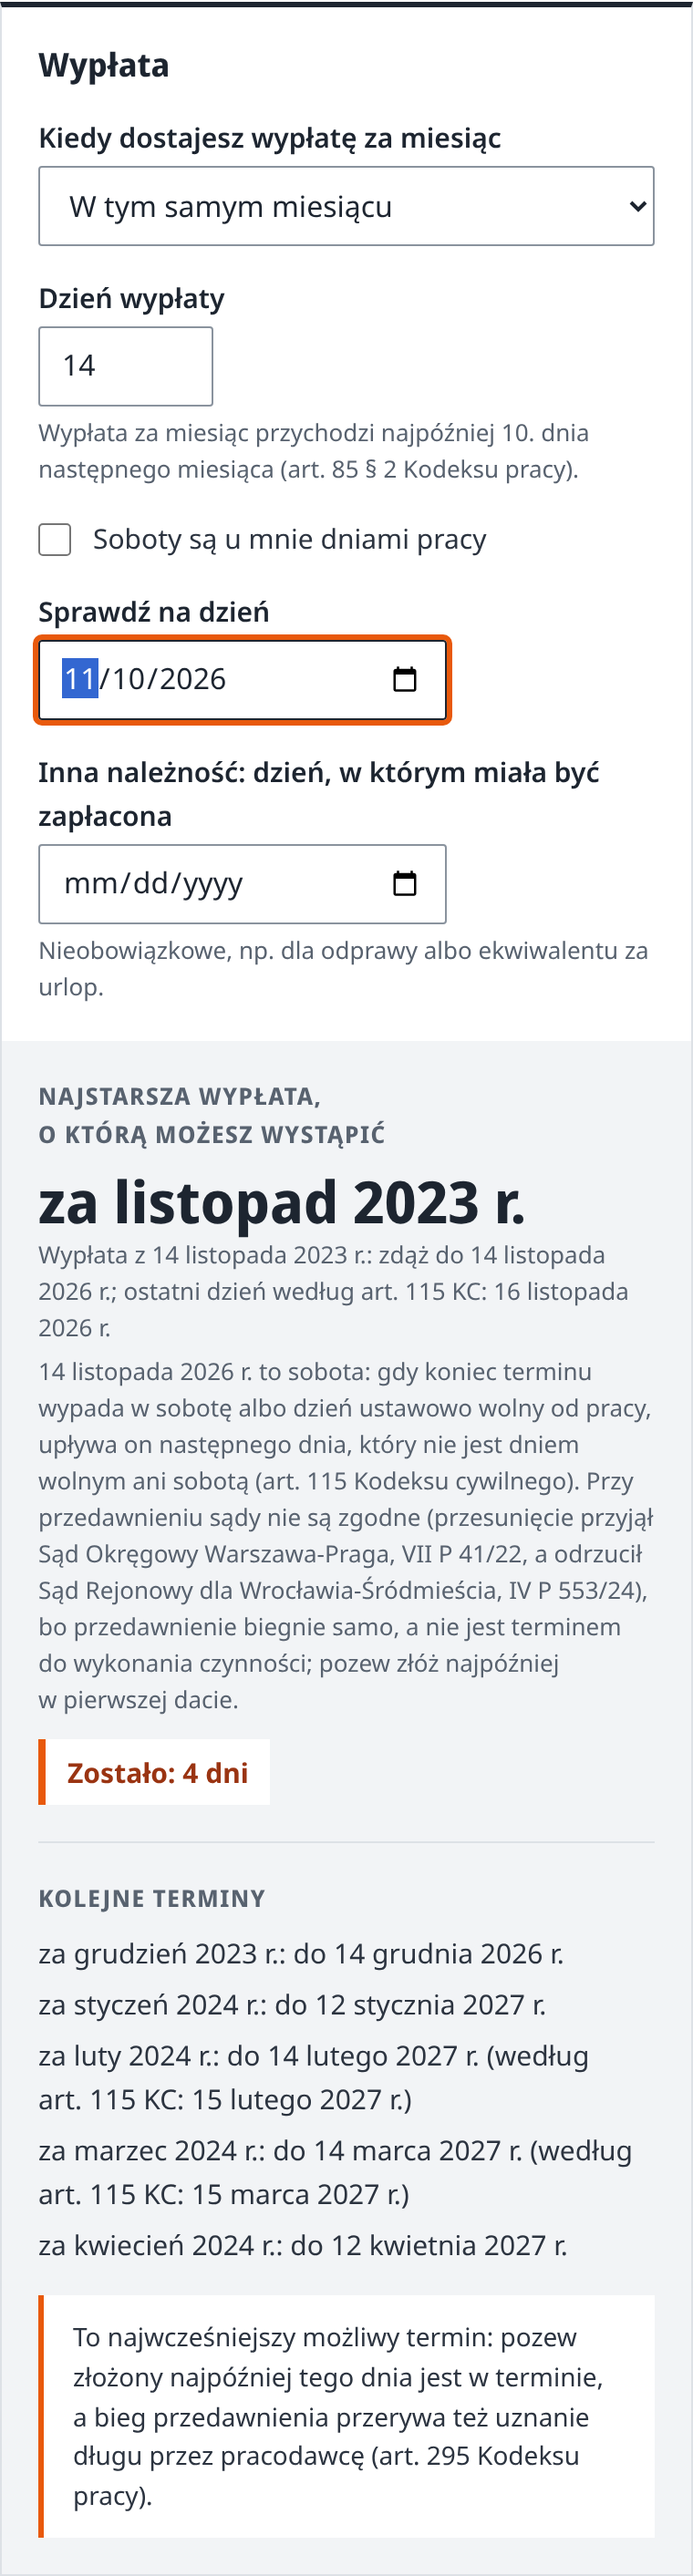 Wypłata
Kiedy dostajesz wypłatę za miesiąc
W tym samym miesiącu
Dzień wypłaty
14
Wypłata za miesiąc przychodzi najpóźniej 10. dnia
następnego miesiąca (art. 85 § 2 Kodeksu pracy).
Soboty są u mnie dniami pracy
Sprawdź na dzień
11/10/2026
Inna należność: dzień, w którym miała być
zapłacona
mm/dd/yyyy
Nieobowiązkowe, np. dla odprawy albo ekwiwalentu za
urlop.
NAJSTARSZA WYPŁATA,
O KTÓRĄ MOŻESZ WYSTĄPIĆ
za listopad 2023 r.
Wypłata z 14 listopada 2023 r.: zdąż do 14 listopada
2026 r.; ostatni dzień według art. 115 KC: 16 listopada
2026 r.
14 listopada 2026 r. to sobota: gdy koniec terminu
wypada w sobotę albo dzień ustawowo wolny od pracy,
upływa on następnego dnia, który nie jest dniem
wolnym ani sobotą (art. 115 Kodeksu cywilnego). Przy
przedawnieniu sądy nie są zgodne (przesunięcie przyjął
Sąd Okręgowy Warszawa-Praga, VII P 41/22, a odrzucił
Sąd Rejonowy dla Wrocławia-Śródmieścia, IV P 553/24),
bo przedawnienie biegnie samo, a nie jest terminem
do wykonania czynności; pozew złóż najpóźniej
w pierwszej dacie.
Zostało: 4 dni
KOLEJNE TERMINY
za grudzień 2023 r.: do 14 grudnia 2026 r.
za styczeń 2024 r.: do 12 stycznia 2027 r.
za luty 2024 r.: do 14 lutego 2027 r. (według
art. 115 KC: 15 lutego 2027 r.)
za marzec 2024 r.: do 14 marca 2027 r. (według
art. 115 KC: 15 marca 2027 r.)
za kwiecień 2024 r.: do 12 kwietnia 2027 r.
To najwcześniejszy możliwy termin: pozew
złożony najpóźniej tego dnia jest w terminie,
a bieg przedawnienia przerywa też uznanie
długu przez pracodawcę (art. 295 Kodeksu
pracy).